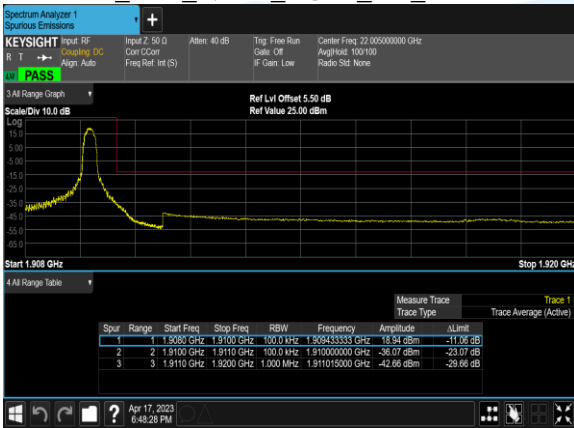 Spectrum Analyzer 1
Spurious Emissions
KEYSIGHT Input: RF Input Z: 50 Ω Atten: 40 dB Trig: Free Run Center Freq: 22.005000000 GHz
R T Coupling: DC Corr CCorr Gate: Off Avg|Hold: 100/100
Align: Auto Freq Ref: Int (S) IF Gain: Low Radio Std: None
PASS
3 All Range Graph
Ref Lvl Offset 5.50 dB
Scale/Div 10.0 dB Ref Value 25.00 dBm
Log
15.0
5.00
-5.00
-15.0
-25.0
-35.0
-45.0
-55.0
-65.0
Start 1.908 GHz Stop 1.920 GHz
4 All Range Table
Measure Trace Trace 1
Trace Type Trace Average (Active)
Spur Range Start Freq Stop Freq RBW Frequency Amplitude ΔLimit
1 1 1.9080 GHz 1.9100 GHz 100.0 kHz 1.909433333 GHz 18.94 dBm -11.06 dB
2 2 1.9100 GHz 1.9110 GHz 100.0 kHz 1.910000000 GHz -36.07 dBm -23.07 dB
3 3 1.9110 GHz 1.9200 GHz 1.000 MHz 1.911015000 GHz -42.66 dBm -29.66 dB
? Apr 17, 2023
6:48:28 PM